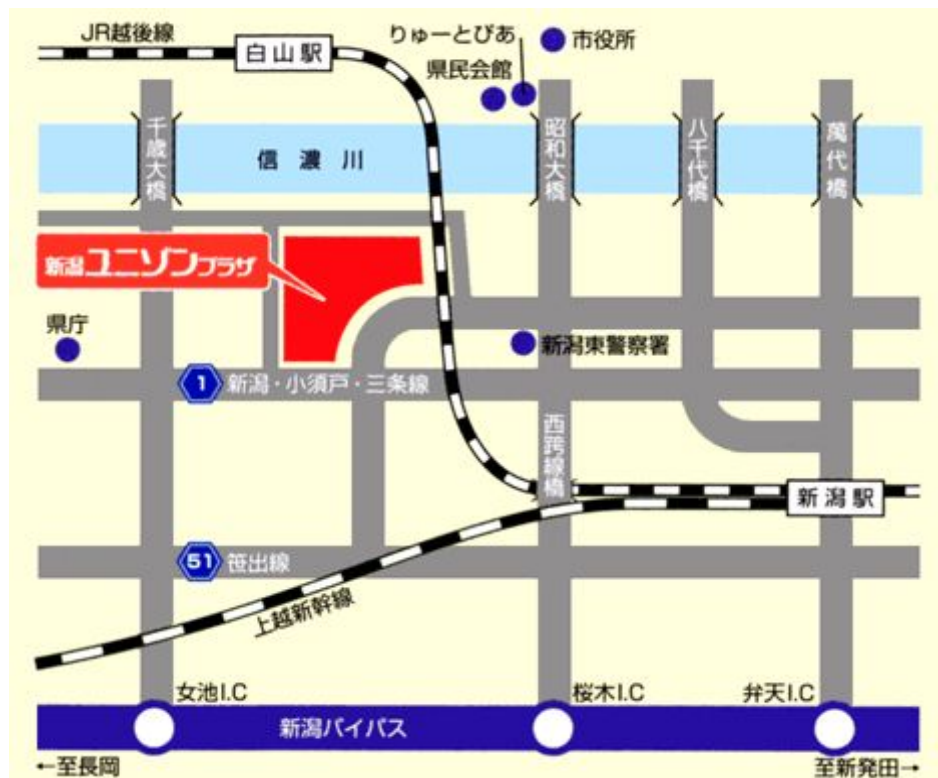 JR越後線
白山駅
りゅーとぴあ
県民会館
市役所
千歳大橋
信濃川
昭和大橋
八千代橋
萬代橋
新潟ユニゾンプラザ
県庁
新潟東警察署
1 新潟・小須戸・三条線
西跨線橋
新潟駅
51 笹出線
上越新幹線
女池I.C
桜木I.C
弁天I.C
新潟バイパス
←至長岡
至新発田→